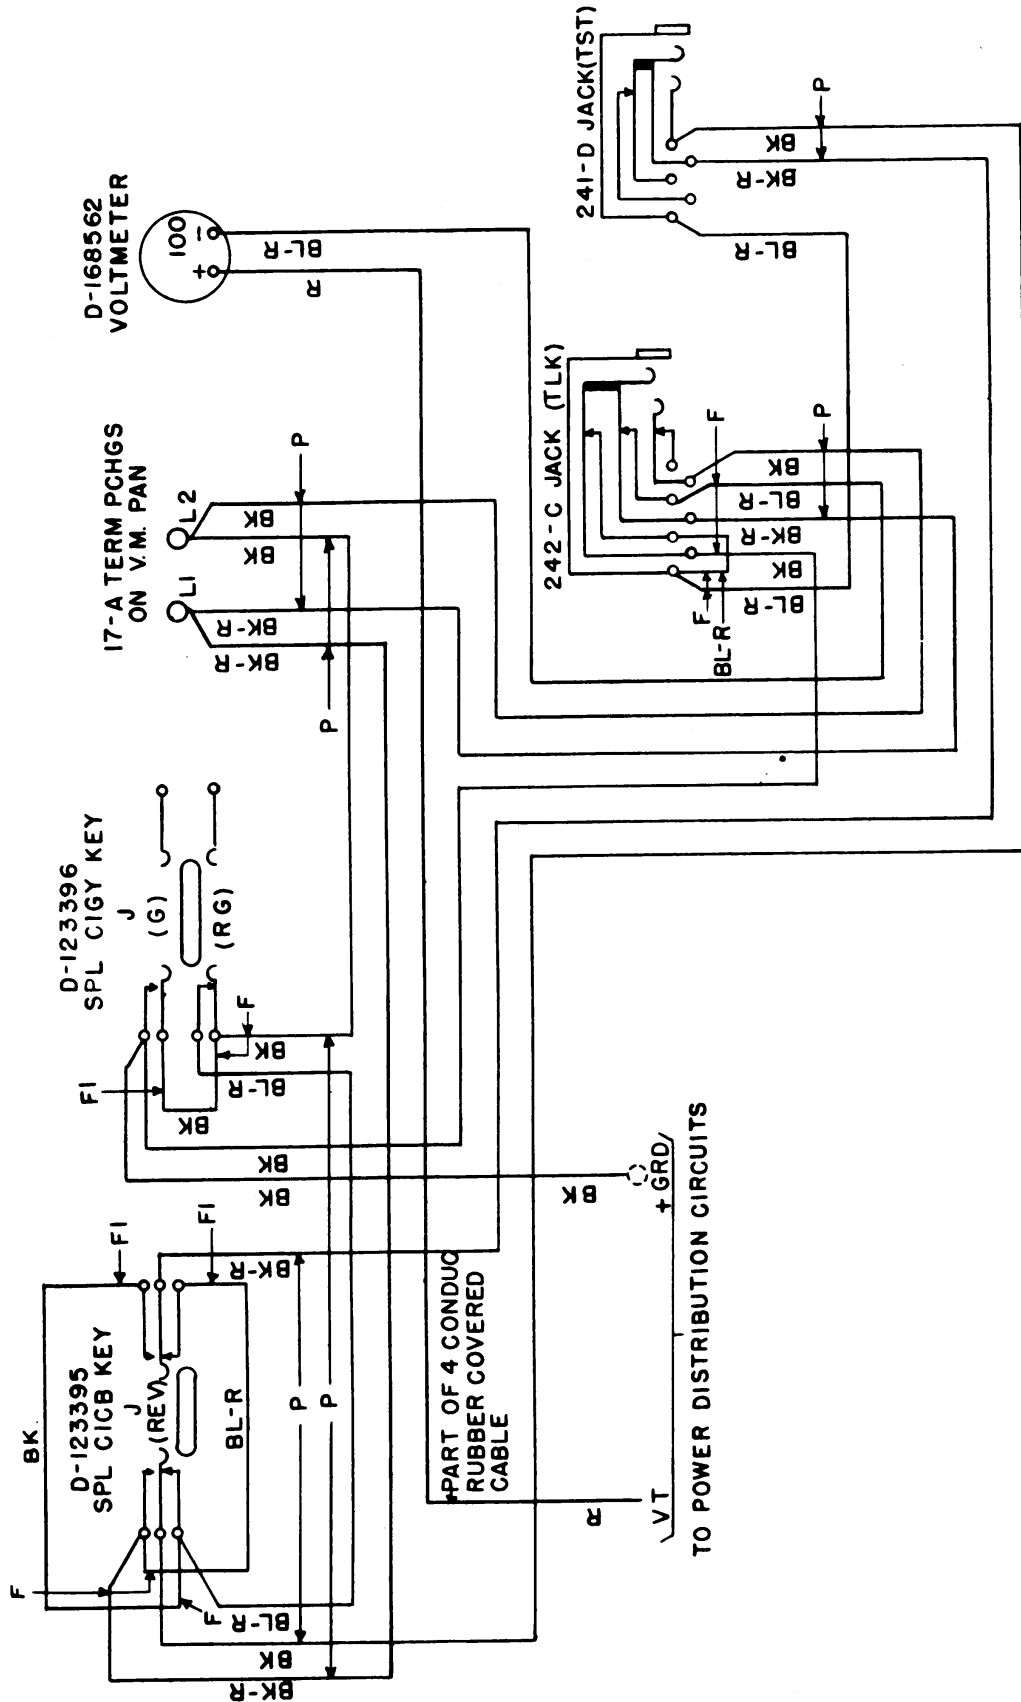 D-123395
SPL CICB KEY
J
(REV)
BK
F
F1
F1
F
BL-R
BL-R
BK
BK-R
BK-R
P
P
D-123396
SPL CIGY KEY
J
(G)
(RG)
F1
F
BK
BK
BL-R
BK
BK
BK
17-A TERM PCHGS
ON V.M. PAN
L1
L2
BK-R
BK-R
BK
BK
P
P
D-168562
VOLTMETER
100
+
-
BL-R
R
PART OF 4 CONDUC
RUBBER COVERED
CABLE
R
VT
+ GRD
TO POWER DISTRIBUTION CIRCUITS
242-C JACK (TLK)
F
BL-R
F
BL-R
BK
BK-R
BL-R
BK
P
241-D JACK (TST)
BL-R
BK-R
BK
P